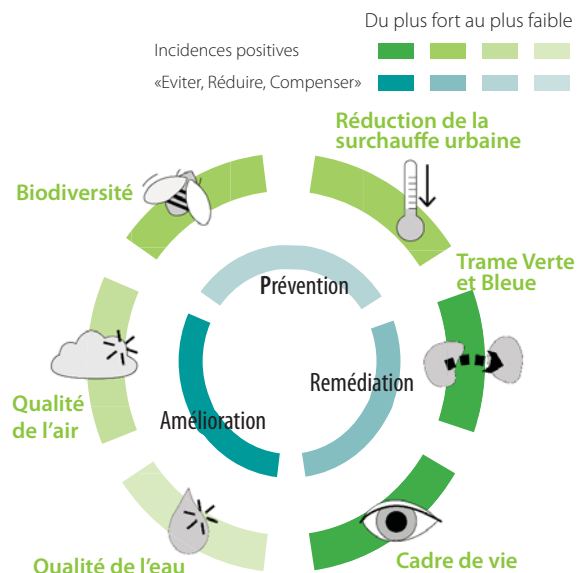 Du plus fort au plus faible
Incidences positives
«Eviter, Réduire, Compenser»
Réduction de la
surchauffe urbaine
Biodiversité
Trame Verte
et Bleue
Prévention
Remédiation
Qualité
de l'air
Amélioration
Qualité de l'eau
Cadre de vie